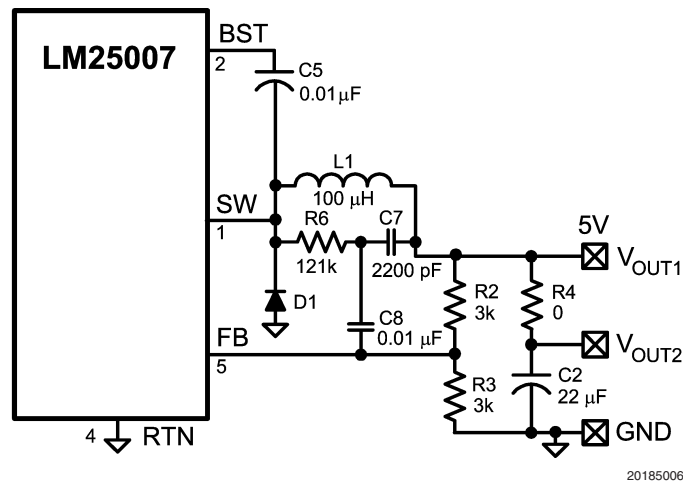 LM25007
BST
2
C5
0.01 μF
L1
100 μH
SW
1
R6
121k
C7
2200 pF
5V
VOUT1
R2
3k
R4
0
D1
C8
0.01 μF
FB
5
VOUT2
R3
3k
C2
22 μF
4
RTN
GND
20185006